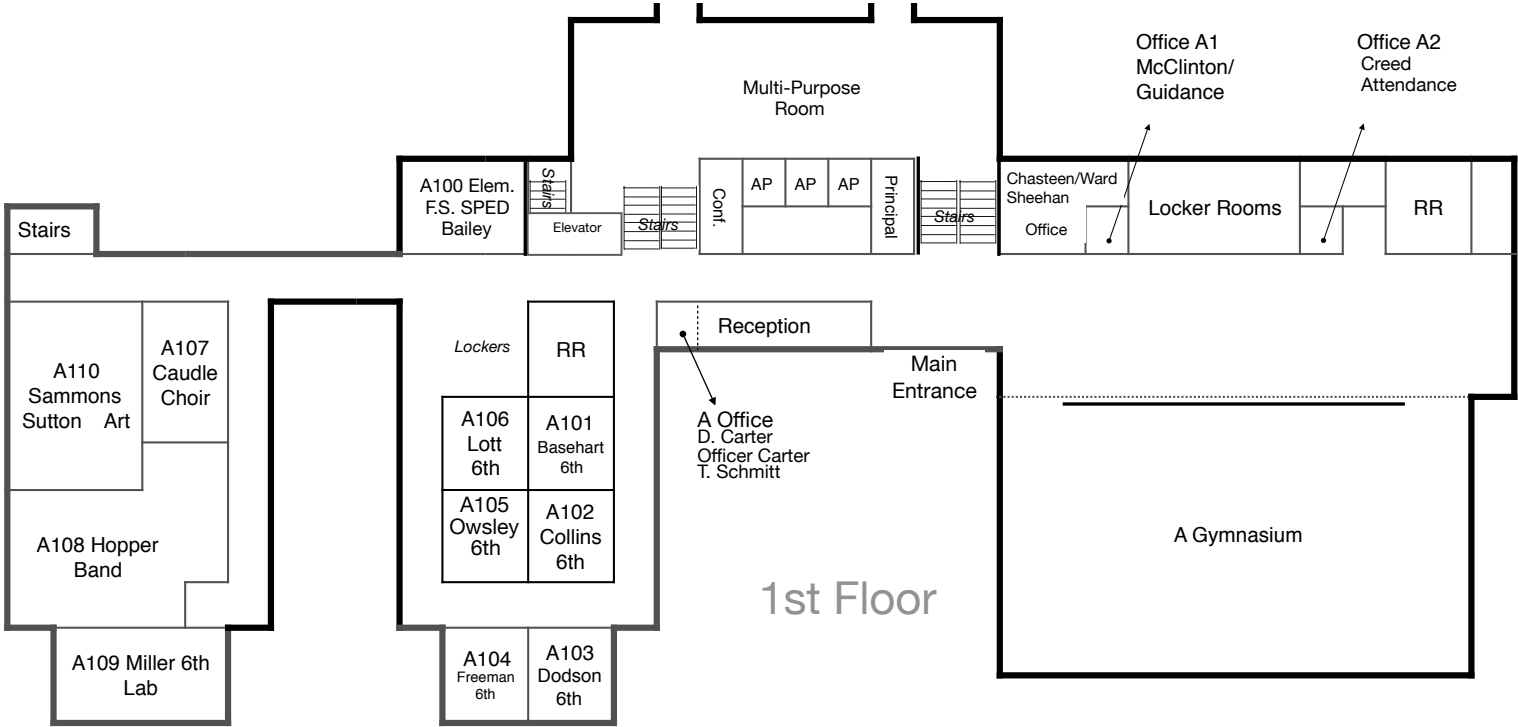 Office A1
McClinton/
Guidance
Office A2
Creed
Attendance
Multi-Purpose
Room
A100 Elem.
F.S. SPED
Bailey
Stairs
Elevator
Stairs
Conf.
AP
AP
AP
Principal
Stairs
Chasteen/Ward
Sheehan
Office
Locker Rooms
RR
Stairs
A110
Sammons
Sutton Art
A107
Caudle
Choir
Lockers
RR
Reception
Main
Entrance
A Office
D. Carter
Officer Carter
T. Schmitt
A106
Lott
6th
A101
Basehart
6th
A105
Owsley
6th
A102
Collins
6th
A108 Hopper
Band
A Gymnasium
1st Floor
A109 Miller 6th
Lab
A104
Freeman
6th
A103
Dodson
6th